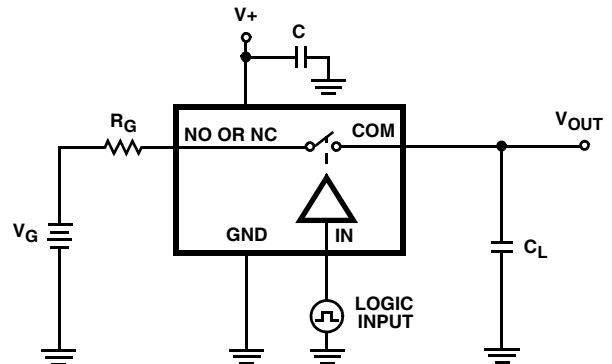 V+
C
RG
NO OR NC
COM
VOUT
VG
GND
IN
CL
LOGIC
INPUT